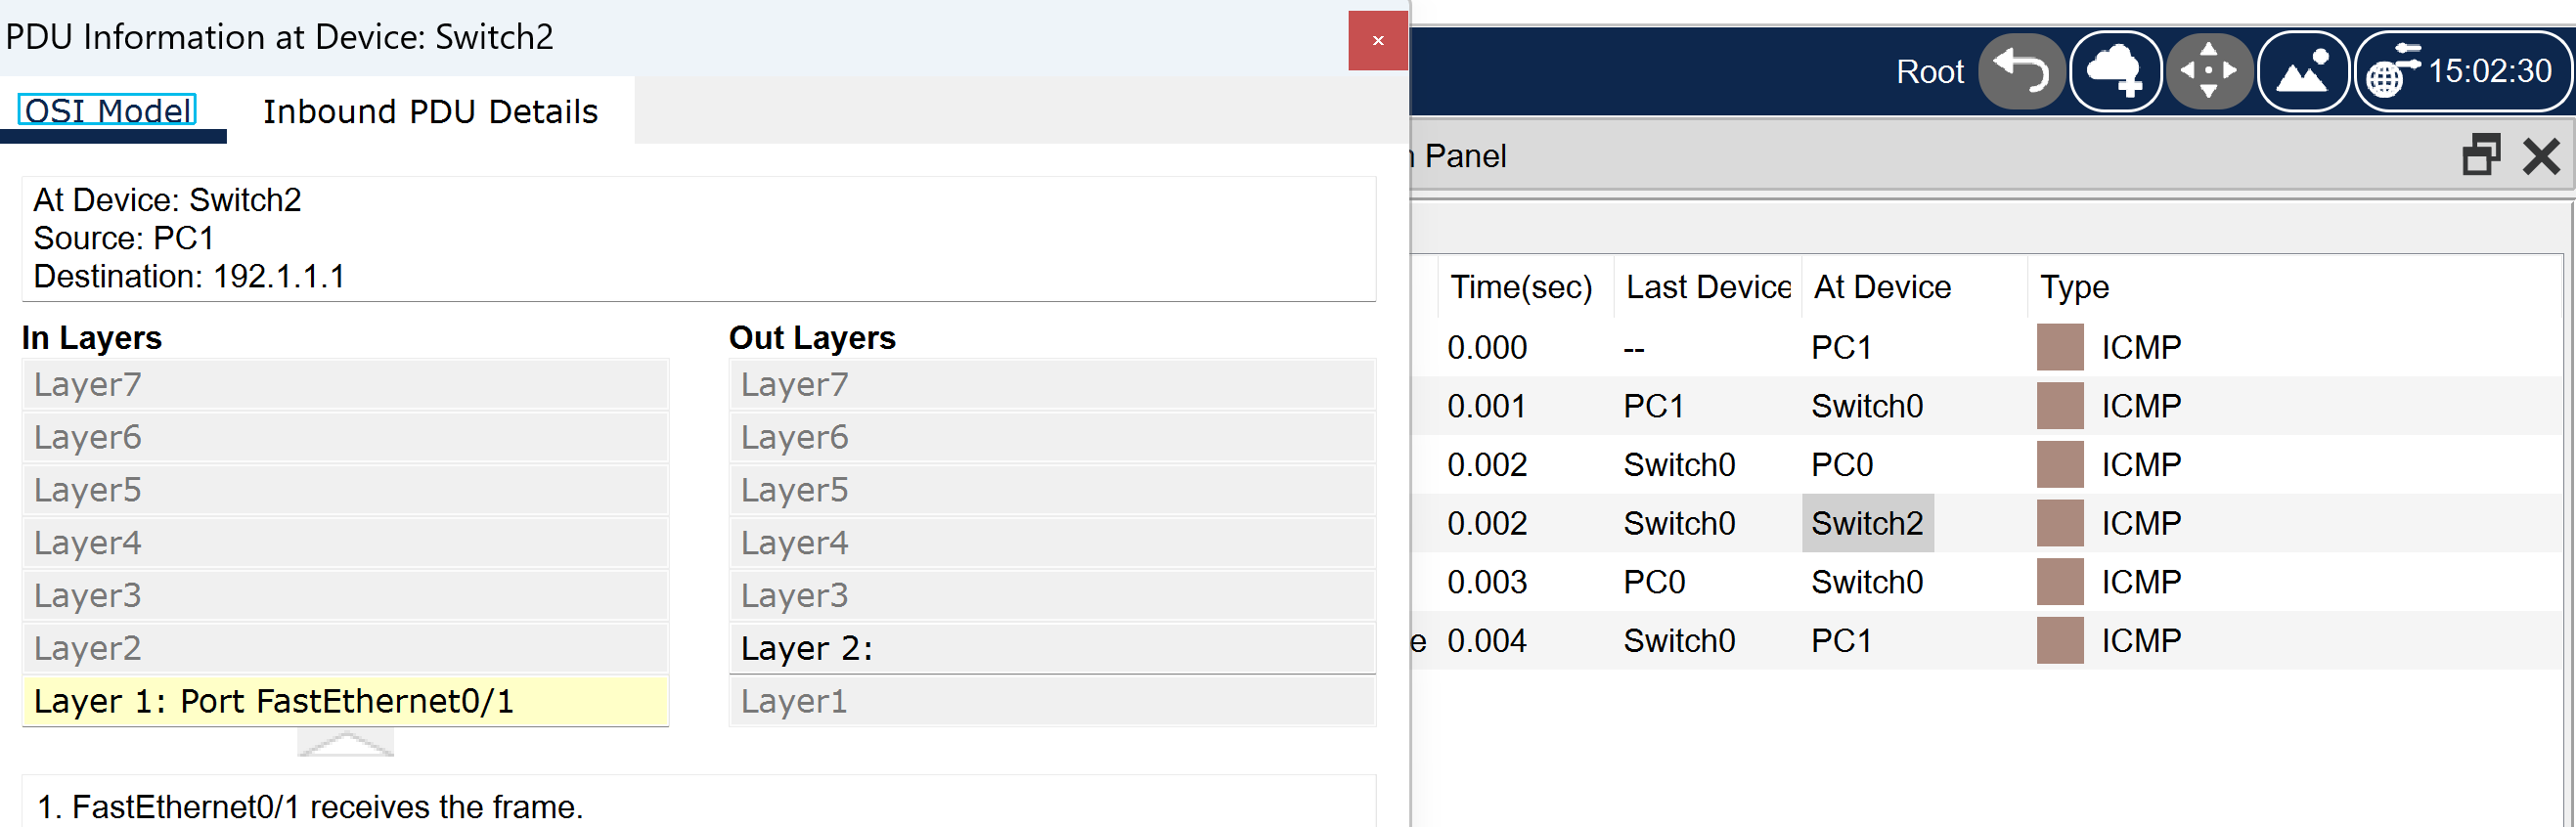 PDU Information at Device: Switch2
OSI Model
Inbound PDU Details
At Device: Switch2
Source: PC1
Destination: 192.1.1.1
In Layers
Layer7
Layer6
Layer5
Layer4
Layer3
Layer2
Layer 1: Port FastEthernet0/1
Out Layers
Layer7
Layer6
Layer5
Layer4
Layer3
Layer 2:
Layer1
1. FastEthernet0/1 receives the frame.
Root
15:02:30
n Panel
Time(sec) Last Device At Device Type
0.000 -- PC1 ICMP
0.001 PC1 Switch0 ICMP
0.002 Switch0 PC0 ICMP
0.002 Switch0 Switch2 ICMP
0.003 PC0 Switch0 ICMP
e 0.004 Switch0 PC1 ICMP